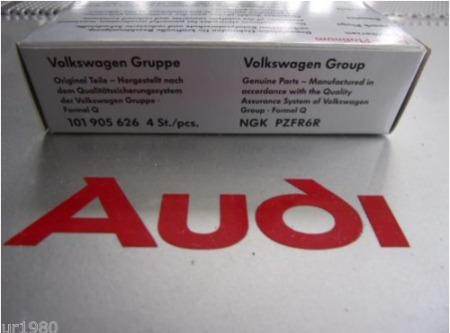 Platinum
Volkswagen Gruppe
Original Teile – Hergestellt nach
dem Qualitätssicherungssystem
der Volkswagen Gruppe -
Formel Q
101 905 626 4 St./pcs.
Volkswagen Group
Genuine Parts – Manufactured in
accordance with the Quality
Assurance System of Volkswagen
Group - Formel Q
NGK PZFR6R
Audi
ur1980